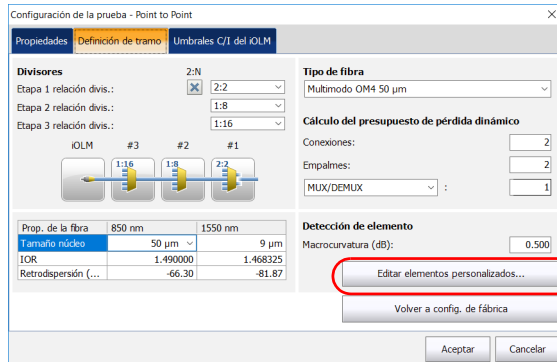 Configuración de la prueba - Point to Point
Propiedades Definición de tramo Umbrales C/I del iOLM
Divisores 2:N
Etapa 1 relación divis.: 2:2
Etapa 2 relación divis.: 1:8
Etapa 3 relación divis.: 1:16
iOLM #3 #2 #1
1:16 1:8 2:2
Tipo de fibra
Multimodo OM4 50 µm
Cálculo del presupuesto de pérdida dinámico
Conexiones: 2
Empalmes: 2
MUX/DEMUX : 1
Prop. de la fibra 850 nm 1550 nm
Tamaño núcleo 50 µm 9 µm
IOR 1.490000 1.468325
Retrodispersión (... -66.30 -81.87
Detección de elemento
Macrocurvatura (dB): 0.500
Editar elementos personalizados...
Volver a config. de fábrica
Aceptar Cancelar